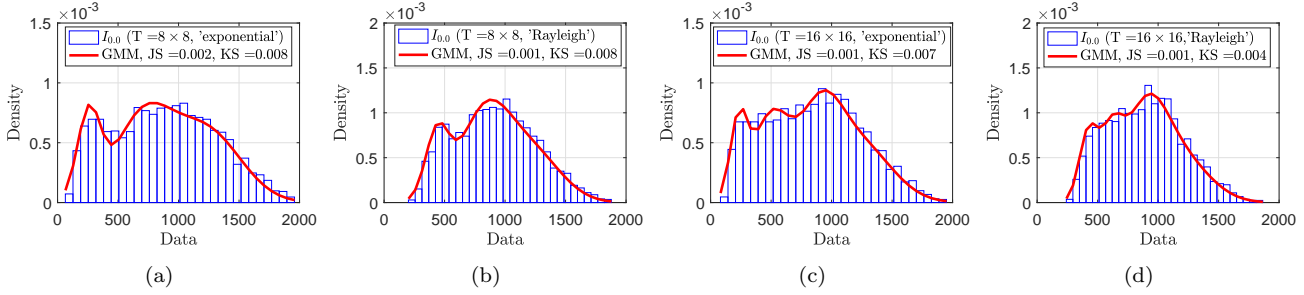 ×10⁻³
I₀.₀ (T =8 × 8, 'exponential')
GMM, JS =0.002, KS =0.008
1.5
1
0.5
0
Density
0 500 1000 1500 2000
Data
(a)
×10⁻³
I₀.₀ (T =8 × 8, 'Rayleigh')
GMM, JS =0.001, KS =0.008
2
1.5
1
0.5
0
Density
0 500 1000 1500 2000
Data
(b)
×10⁻³
I₀.₀ (T =16 × 16, 'exponential')
GMM, JS =0.001, KS =0.007
1.5
1
0.5
0
Density
0 500 1000 1500 2000
Data
(c)
×10⁻³
I₀.₀ (T =16 × 16,'Rayleigh')
GMM, JS =0.001, KS =0.004
2
1.5
1
0.5
0
Density
0 500 1000 1500 2000
Data
(d)